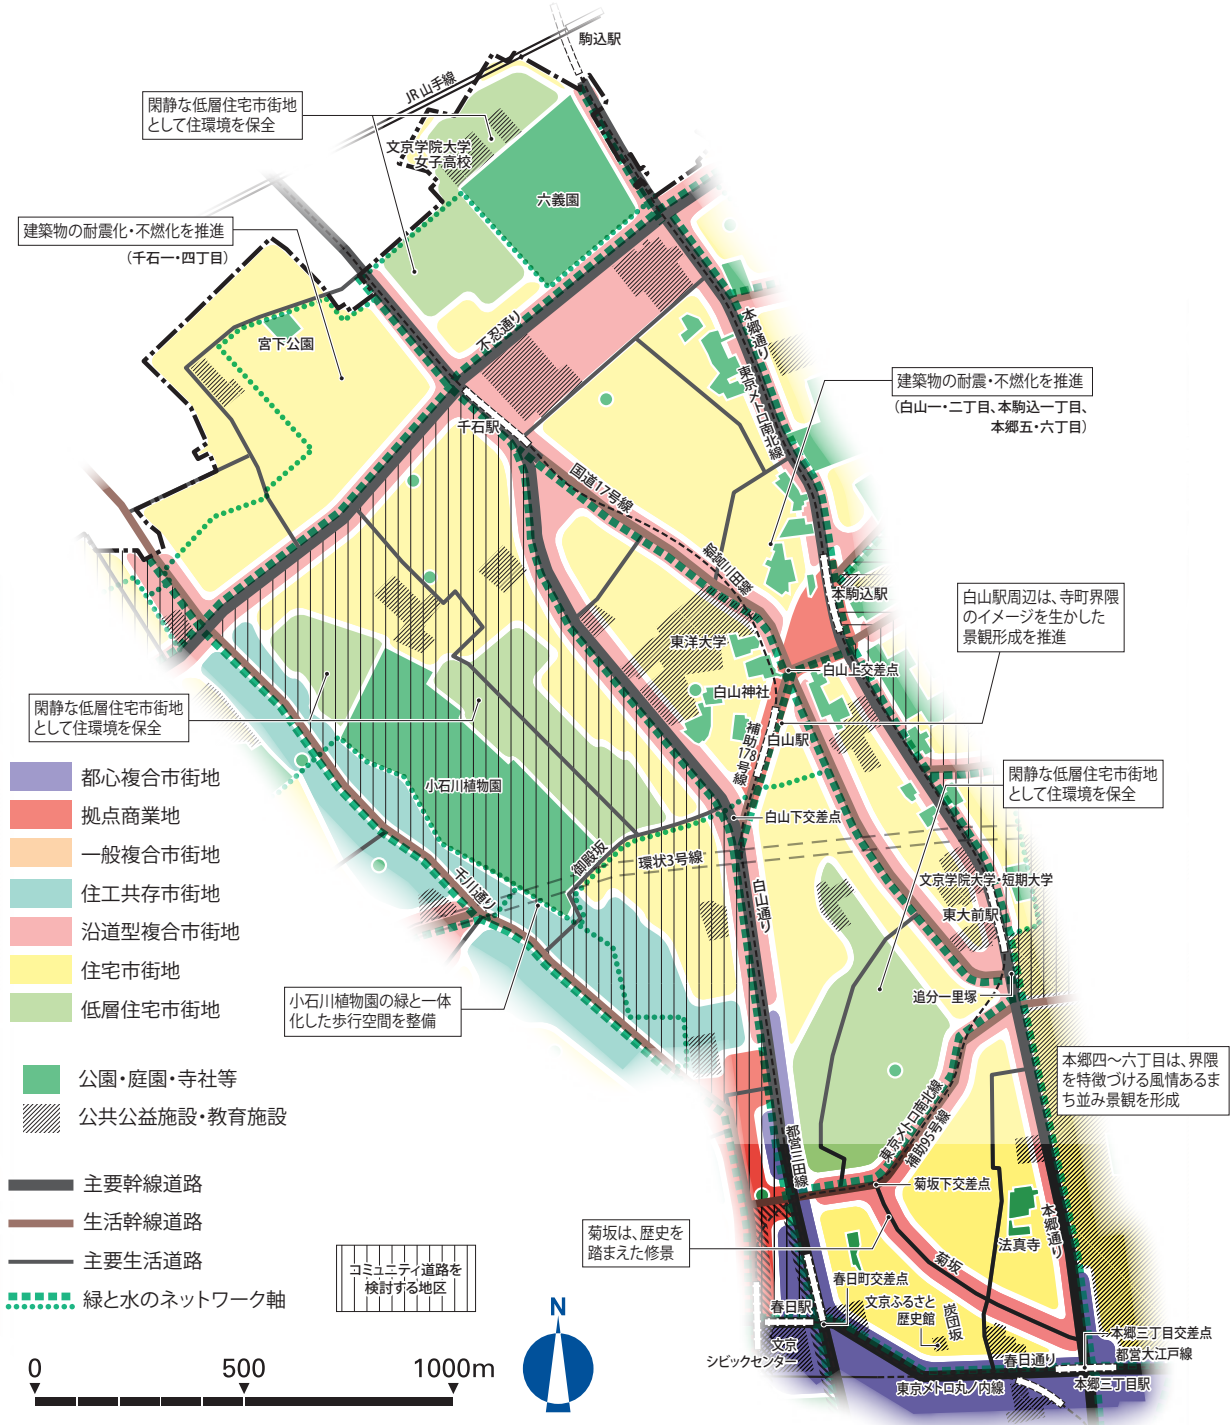 駒込駅
JR山手線
閑静な低層住宅市街地
として住環境を保全
文京学院大学
女子高校
六義園
建築物の耐震化・不燃化を推進
（千石一・四丁目）
宮下公園
不忍通り
本郷通り
東京メトロ南北線
建築物の耐震・不燃化を推進
（白山一・二丁目、本駒込一丁目、
本郷五・六丁目）
千石駅
国道17号線
都営三田線
本駒込駅
白山駅周辺は、寺町界隈
のイメージを生かした
景観形成を推進
東洋大学
白山上交差点
白山神社
白山駅
補助178号線
閑静な低層住宅市街地
として住環境を保全
小石川植物園
白山下交差点
閑静な低層住宅市街地
として住環境を保全
御殿坂
環状3号線
千川通り
白山通り
文京学院大学・短期大学
東大前駅
追分一里塚
小石川植物園の緑と一体
化した歩行空間を整備
本郷四〜六丁目は、界隈
を特徴づける風情あるま
ち並み景観を形成
都営三田線
東京メトロ南北線
補助95号線
菊坂下交差点
菊坂は、歴史を
踏まえた修景
菊坂
法真寺
本郷通り
春日町交差点
春日駅
文京ふるさと
歴史館
炭団坂
文京
シビックセンター
春日通り
本郷三丁目交差点
都営大江戸線
本郷三丁目駅
東京メトロ丸ノ内線
都心複合市街地
拠点商業地
一般複合市街地
住工共存市街地
沿道型複合市街地
住宅市街地
低層住宅市街地
公園・庭園・寺社等
公共公益施設・教育施設
主要幹線道路
生活幹線道路
主要生活道路
緑と水のネットワーク軸
コミュニティ道路を
検討する地区
N
0 500 1000m